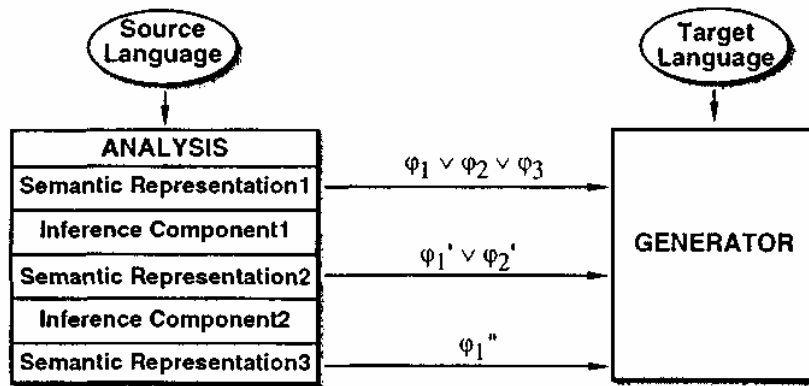 Source
Language
Target
Language
ANALYSIS
Semantic Representation1
φ₁ ∨ φ₂ ∨ φ₃
Inference Component1
Semantic Representation2
φ₁' ∨ φ₂'
GENERATOR
Inference Component2
Semantic Representation3
φ₁"